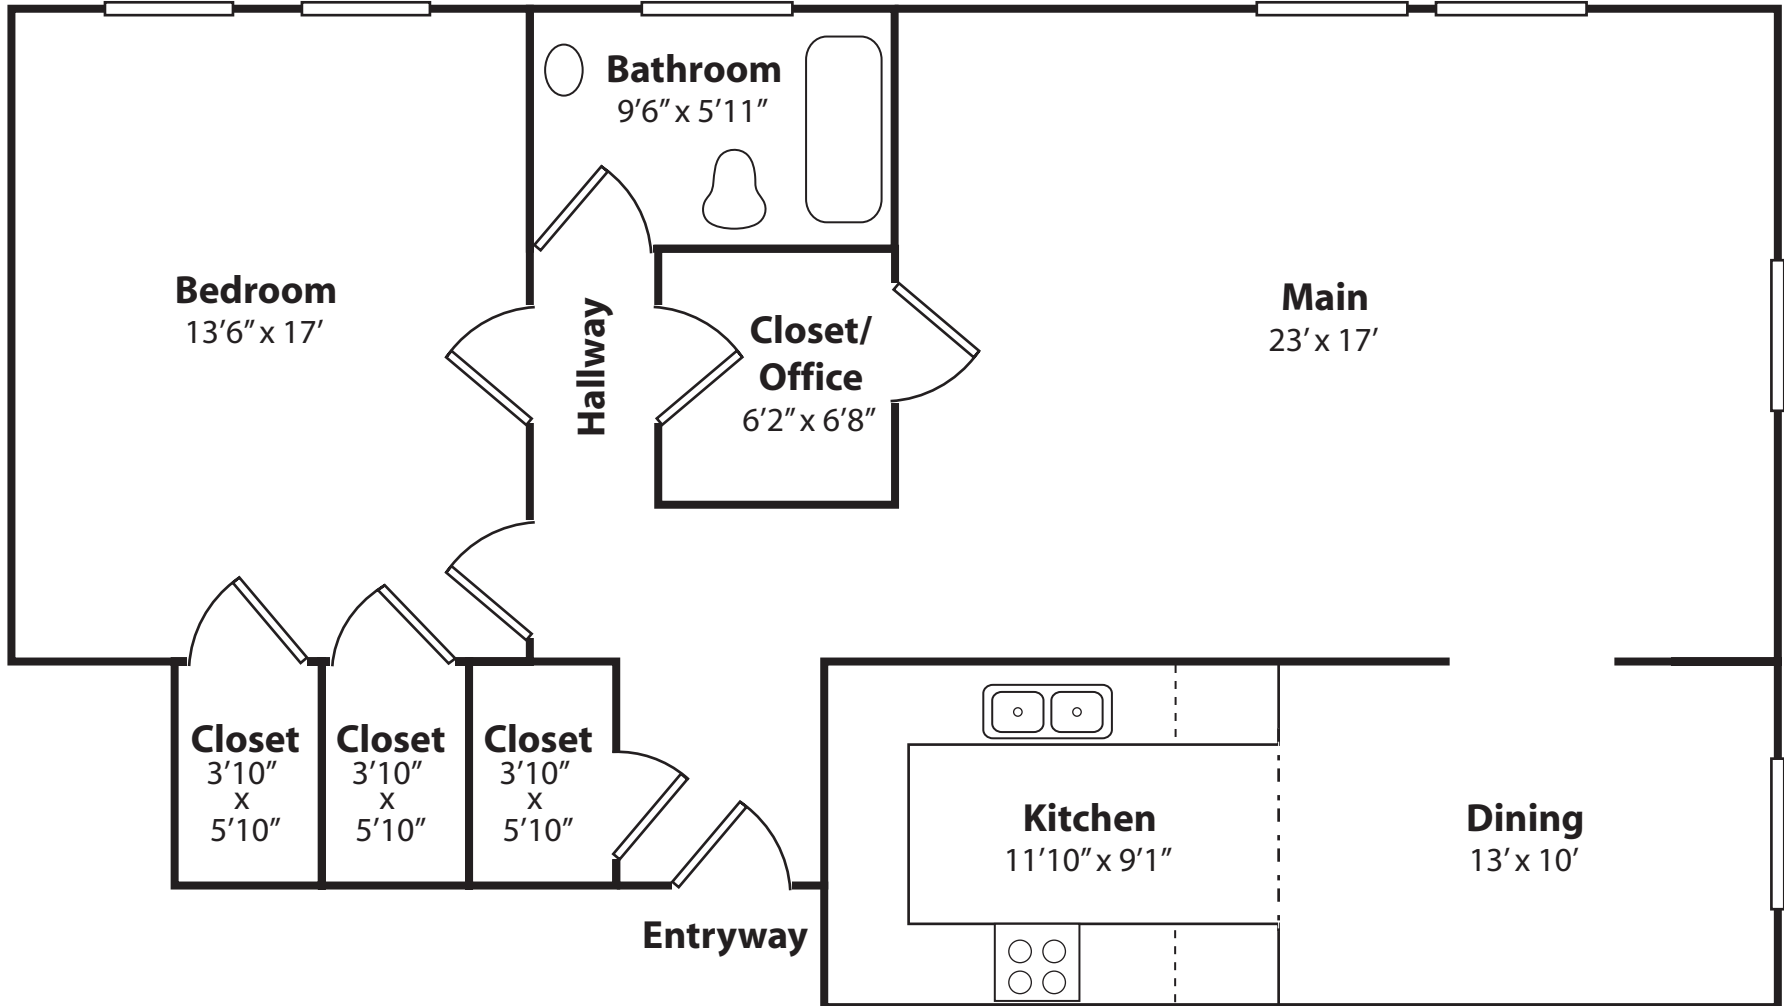 Bathroom
9’6” x 5’11”
Bedroom
13’6” x 17’
Hallway
Closet/
Office
6’2” x 6’8”
Main
23’ x 17’
Closet
3’10”
x
5’10”
Closet
3’10”
x
5’10”
Closet
3’10”
x
5’10”
Kitchen
11’10” x 9’1”
Dining
13’ x 10’
Entryway